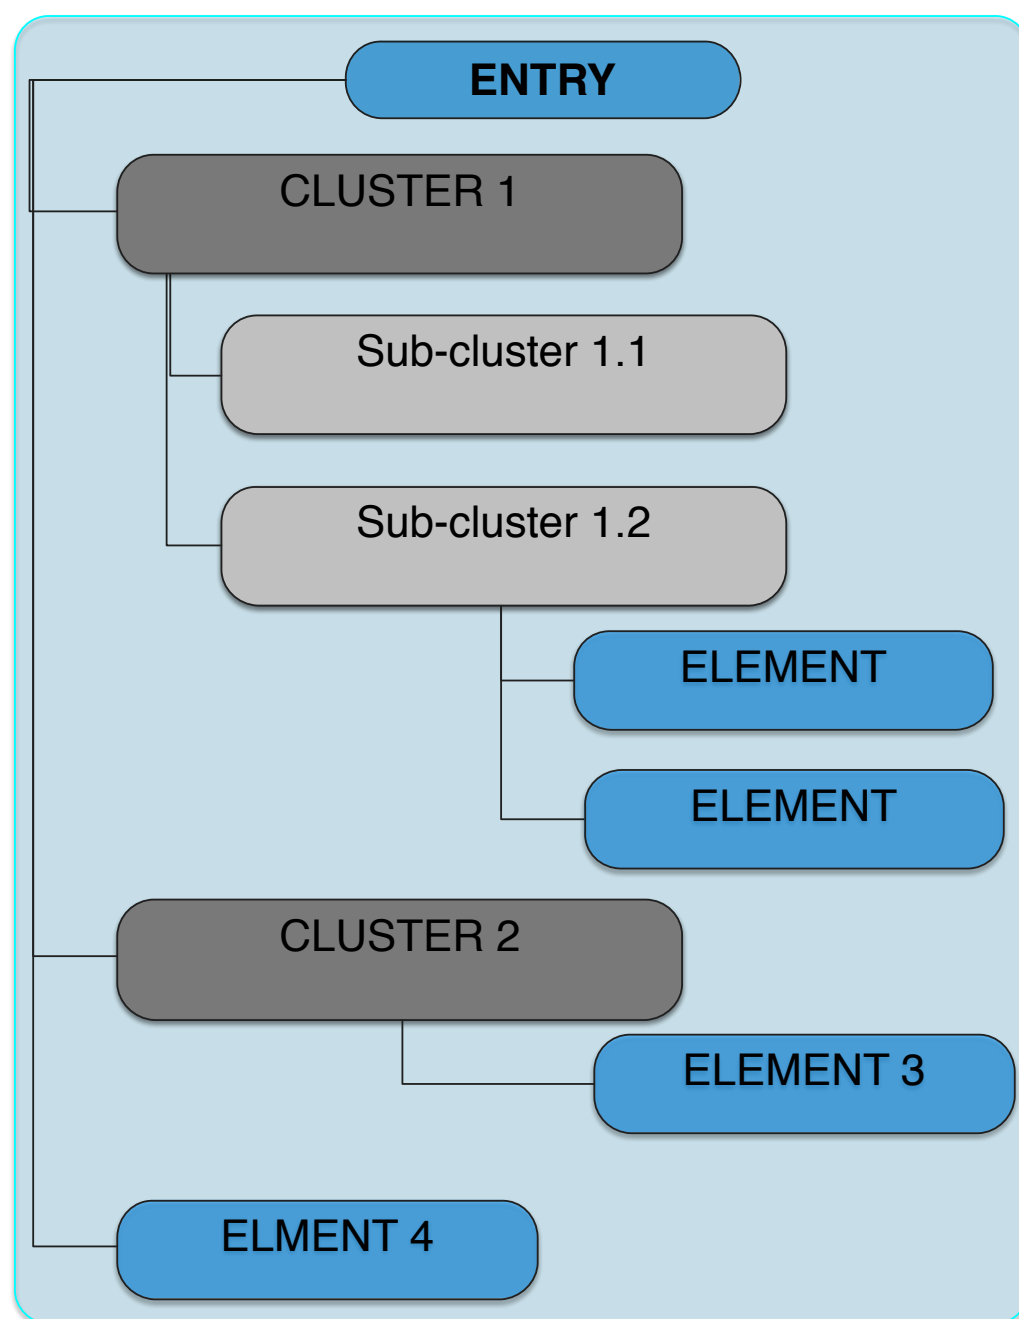 ENTRY
CLUSTER 1
Sub-cluster 1.1
Sub-cluster 1.2
ELEMENT
ELEMENT
CLUSTER 2
ELEMENT 3
ELMENT 4